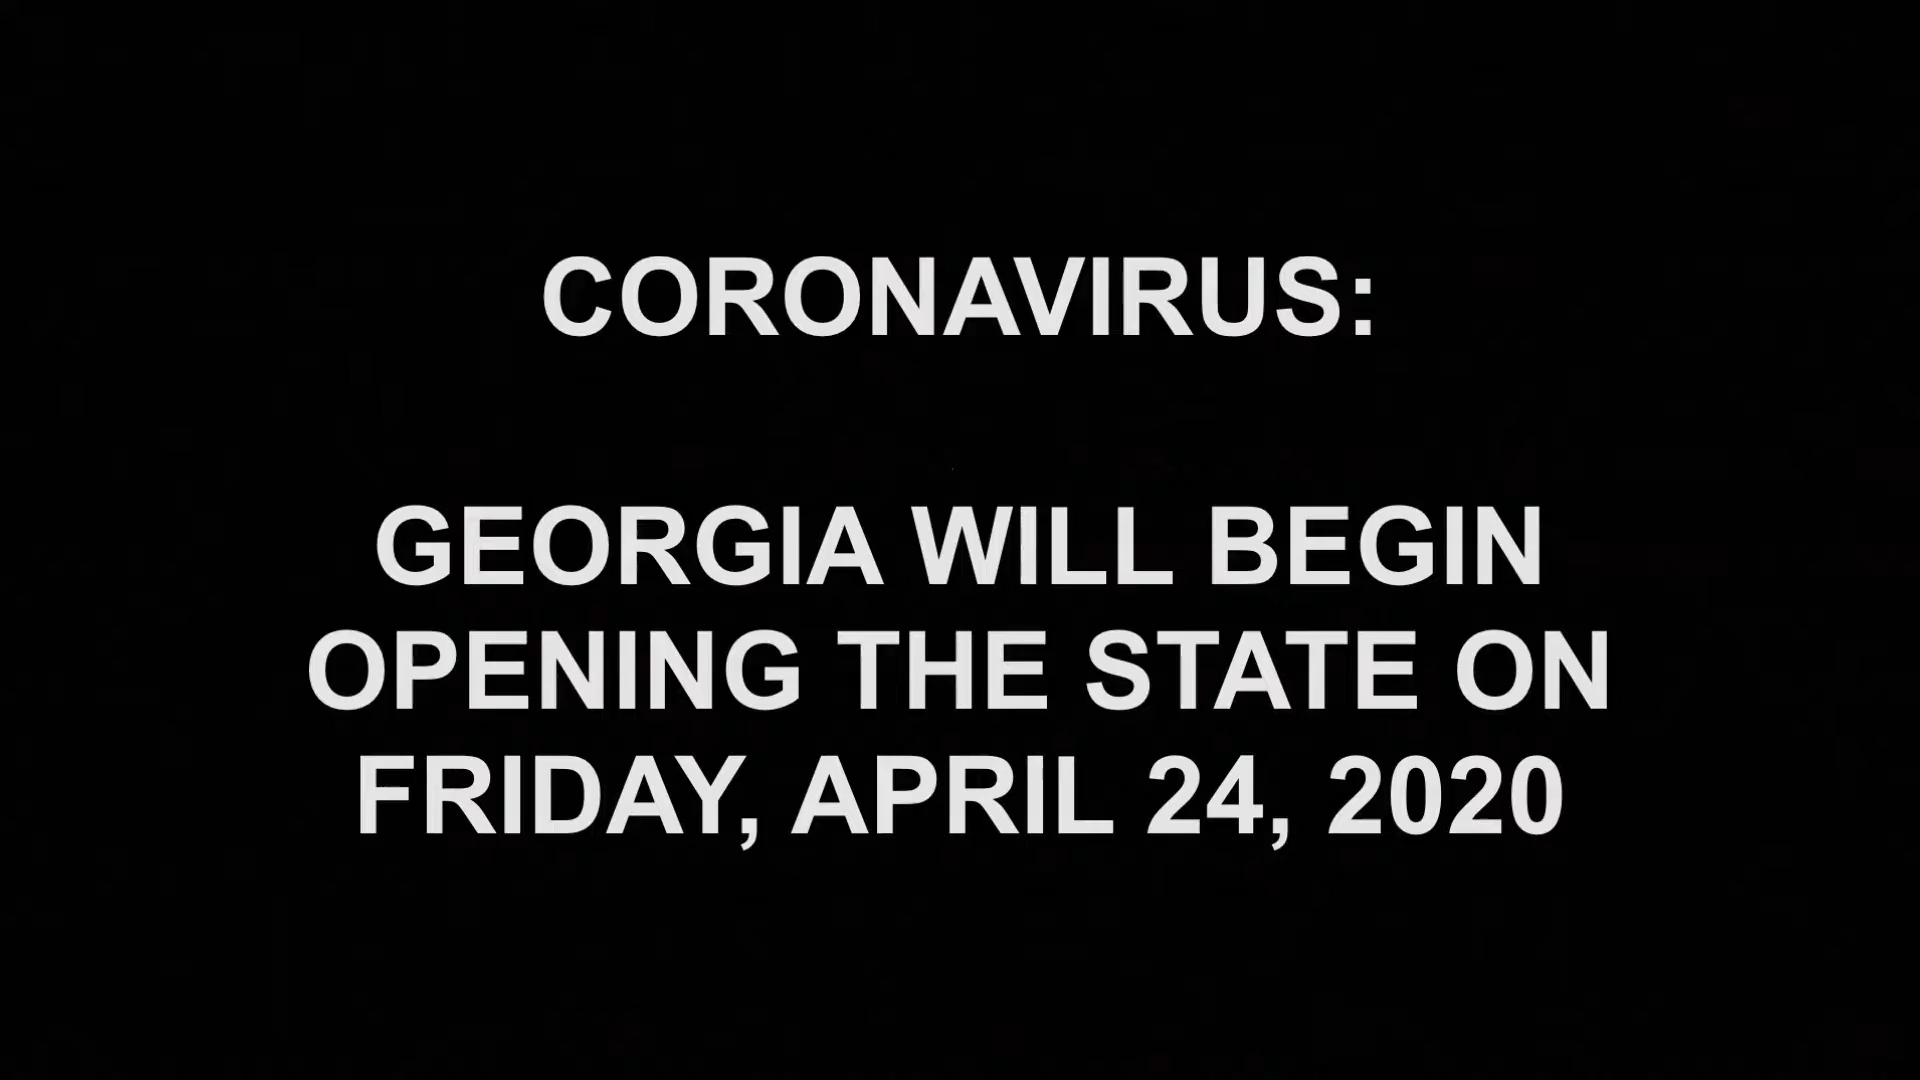 CORONAVIRUS:
GEORGIA WILL BEGIN
OPENING THE STATE ON
FRIDAY, APRIL 24, 2020